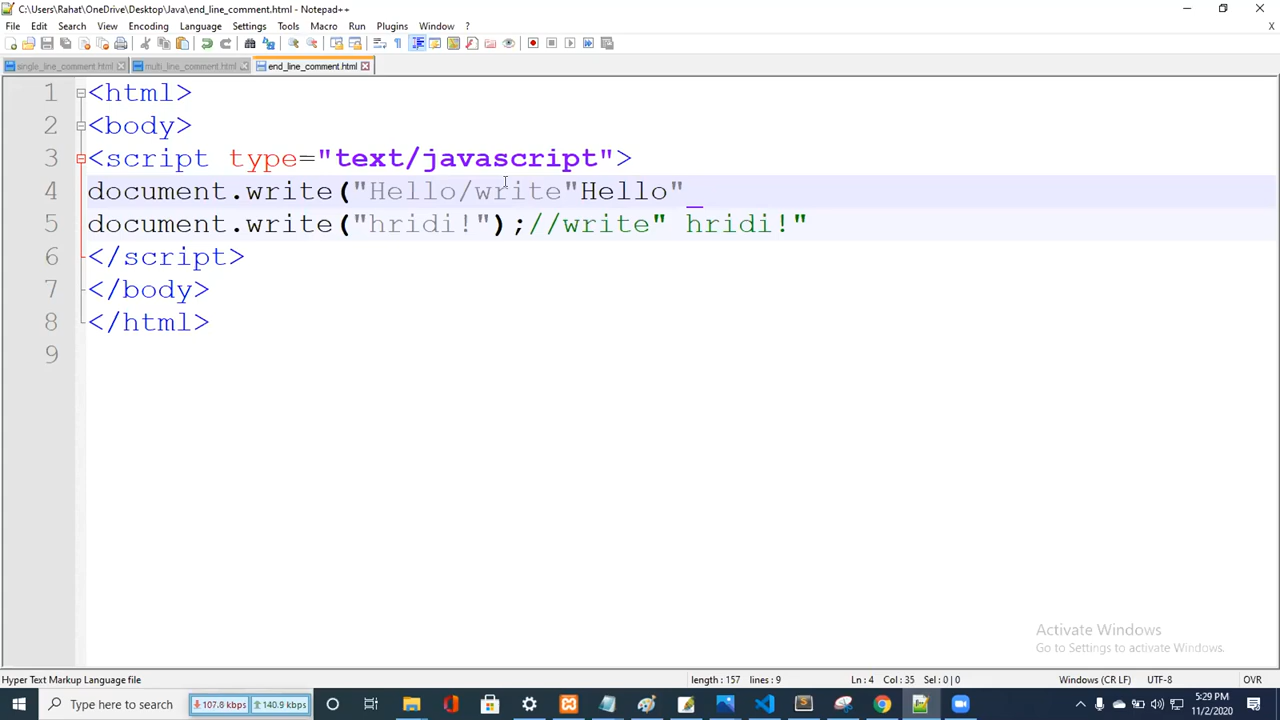 C:\Users\Rahat\OneDrive\Desktop\Java\end_line_comment.html - Notepad++
File Edit Search View Encoding Language Settings Tools Macro Run Plugins Window ?
X
single_line_comment.html multi_line_comment.html end_line_comment.html
1 <html>
2 <body>
3 <script type="text/javascript">
4 document.write("Hello/write"Hello"
5 document.write("hridi!");//write" hridi!"
6 </script>
7 </body>
8 </html>
9
Activate Windows
Go to Settings to activate Windows.
Hyper Text Markup Language file length : 157 lines : 9 Ln : 4 Col : 35 Sel : 0 | 0 Windows (CR LF) UTF-8 OVR
Type here to search 107.8 kbps 140.9 kbps 5:29 PM
11/2/2020